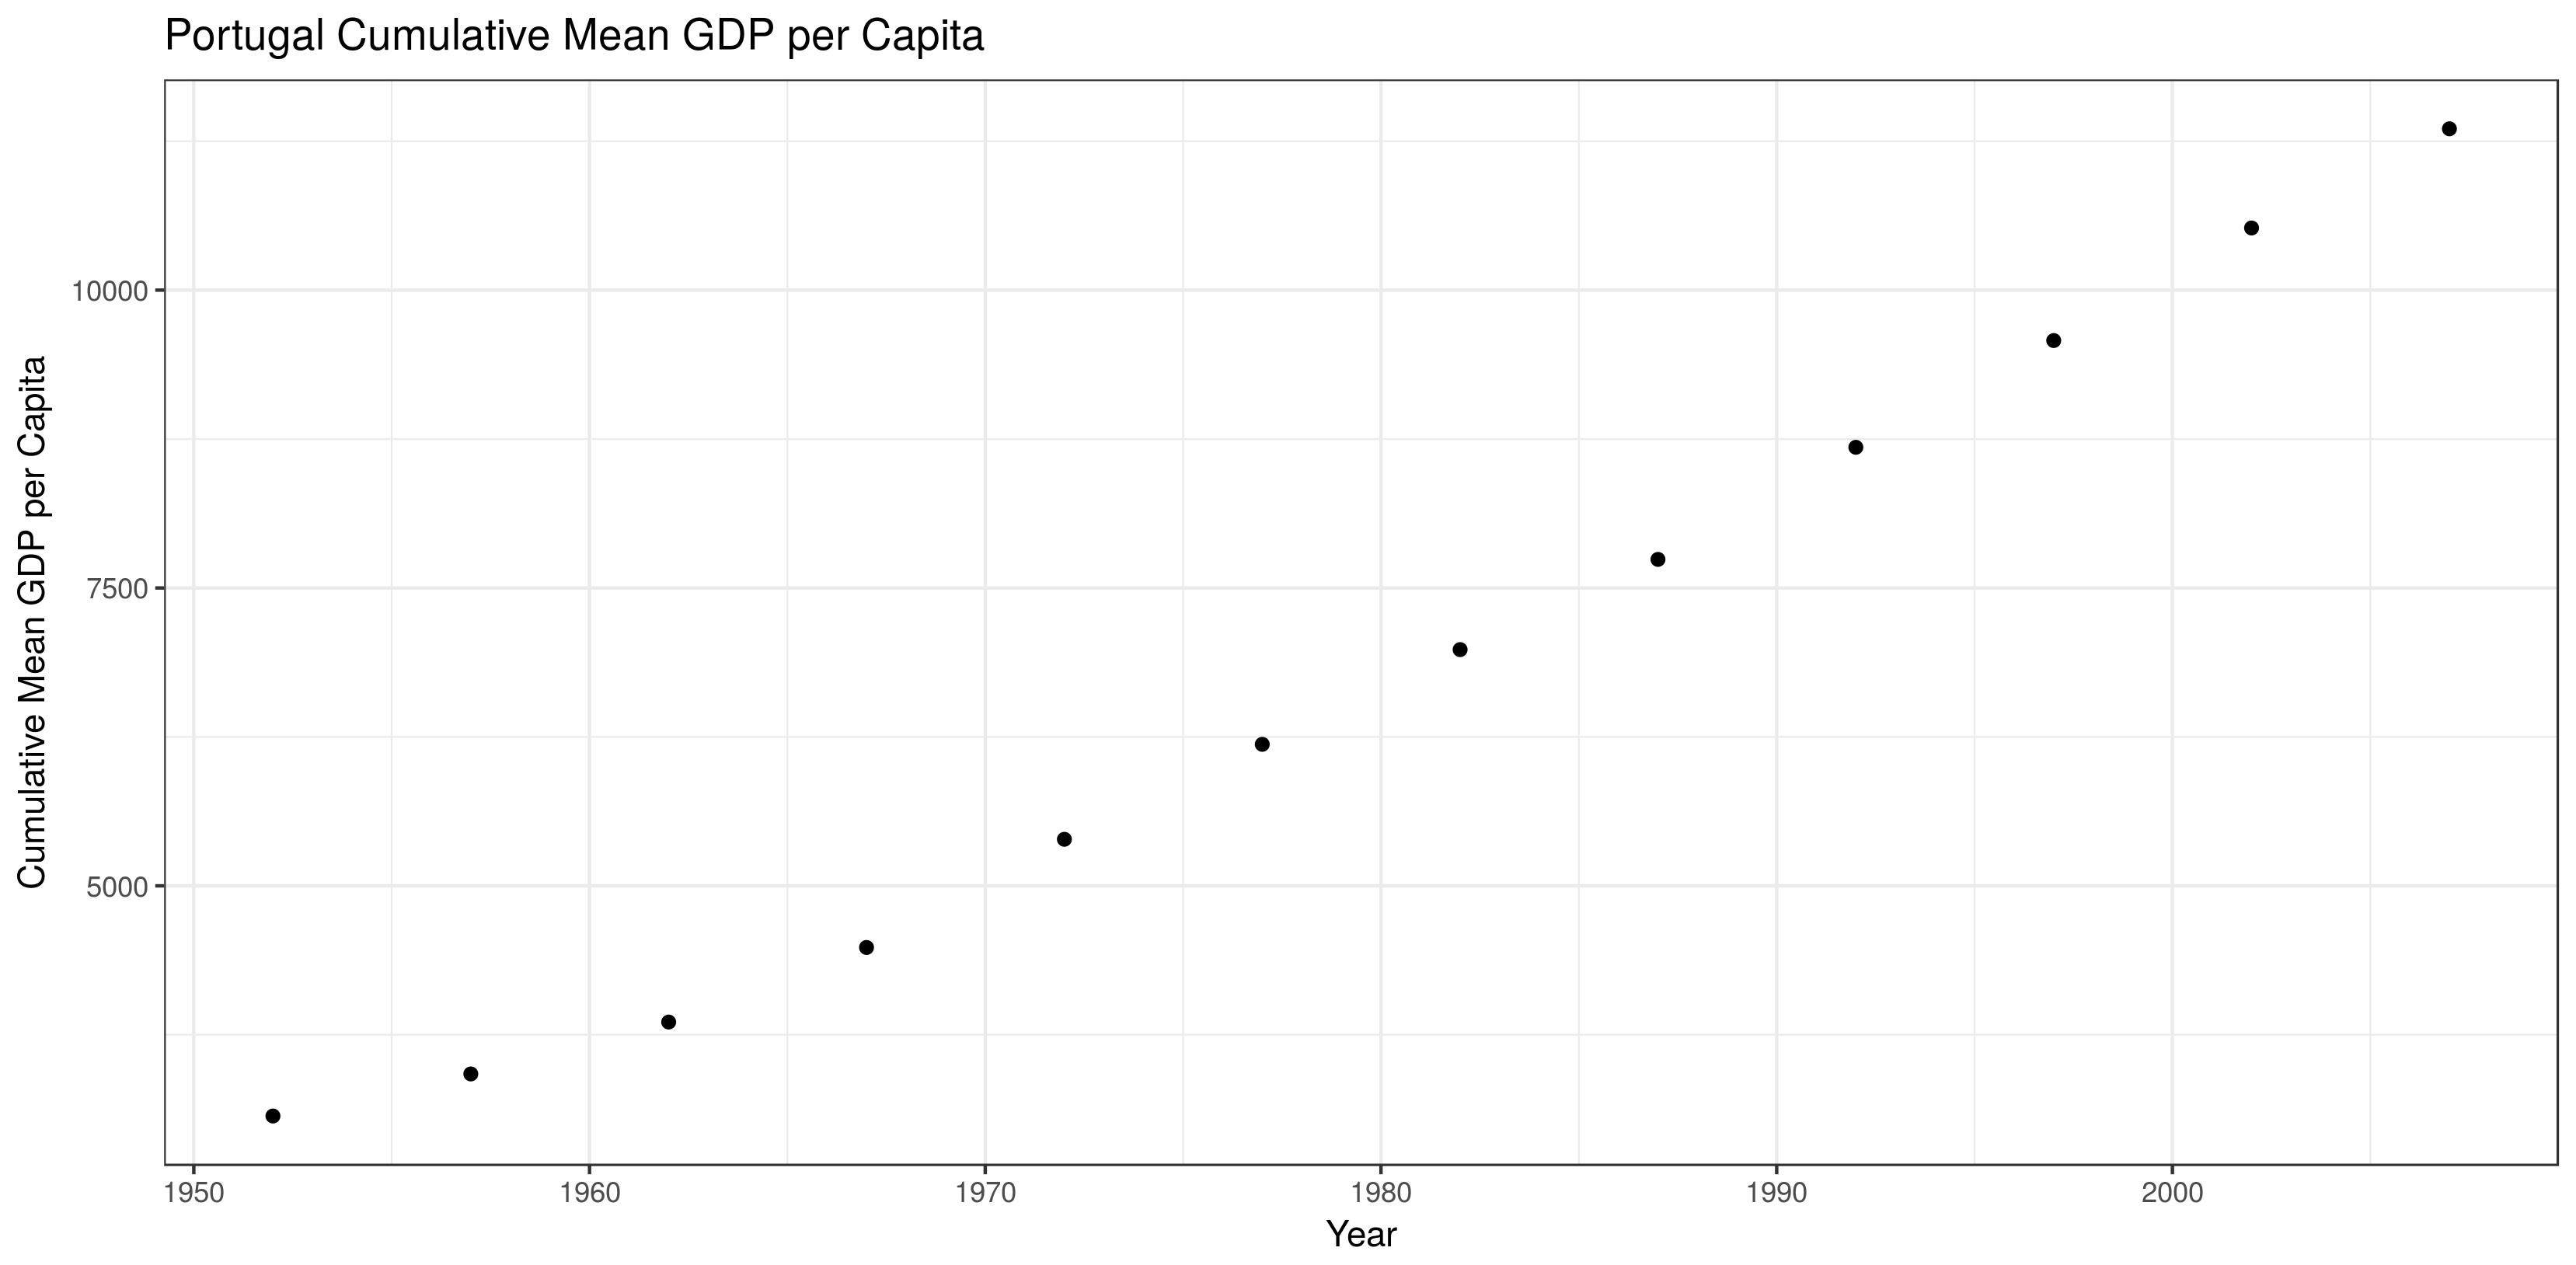 Portugal Cumulative Mean GDP per Capita
Cumulative Mean GDP per Capita
10000
7500
5000
1950 1960 1970 1980 1990 2000
Year